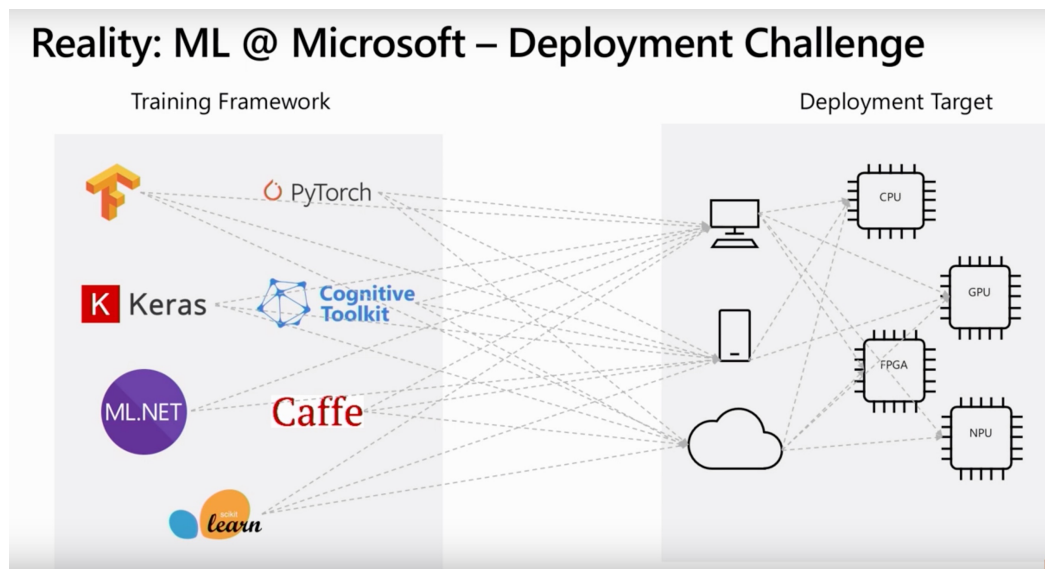 Reality: ML @ Microsoft – Deployment Challenge
Training Framework
Deployment Target
PyTorch
K Keras
Cognitive
Toolkit
ML.NET
Caffe
scikit
learn
CPU
GPU
FPGA
NPU